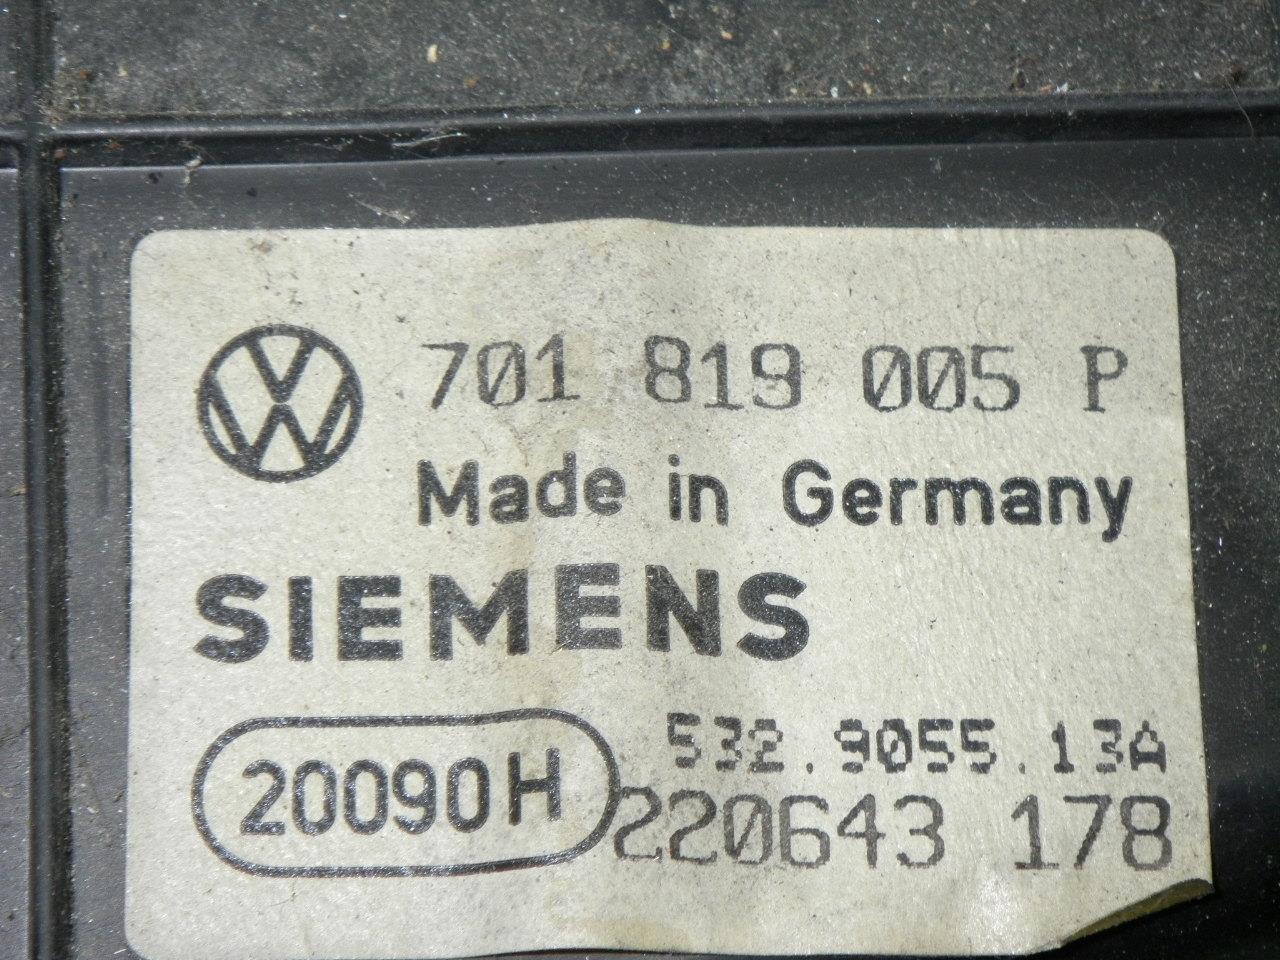 701 819 005 P
Made in Germany
SIEMENS
532.9055.13A
20090H
220643 178